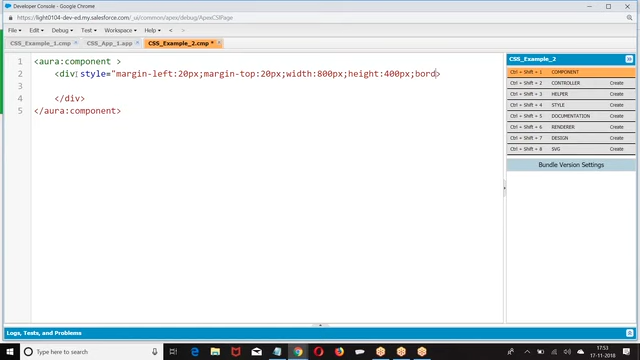 Developer Console - Google Chrome
https://light0104-dev-ed.my.salesforce.com/_ui/common/apex/debug/ApexCSIPage
File Edit Debug Test Workspace Help < >
CSS_Example_1.cmp CSS_App_1.app CSS_Example_2.cmp
1 <aura:component >
2 <div style="margin-left:20px;margin-top:20px;width:800px;height:400px;bord>
3
4 </div>
5 </aura:component>
CSS_Example_2
Ctrl + Shift + 1 COMPONENT
Ctrl + Shift + 2 CONTROLLER Create
Ctrl + Shift + 3 HELPER Create
Ctrl + Shift + 4 STYLE Create
Ctrl + Shift + 5 DOCUMENTATION Create
Ctrl + Shift + 6 RENDERER Create
Ctrl + Shift + 7 DESIGN Create
Ctrl + Shift + 8 SVG Create
Bundle Version Settings
Logs, Tests, and Problems
Type here to search
17:53
17-11-2018